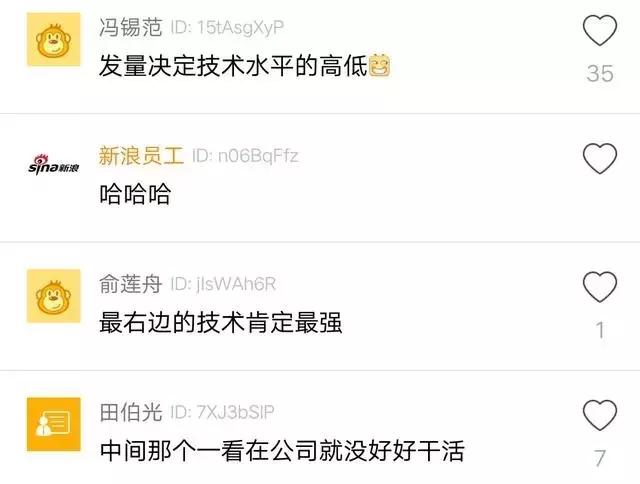 冯锡范 ID: 15tAsgXyP
发量决定技术水平的高低
35
sina新浪
新浪员工 ID: n06BqFfz
哈哈哈
俞莲舟 ID: jIsWAh6R
最右边的技术肯定最强
1
田伯光 ID: 7XJ3bSIP
中间那个一看在公司就没好好干活
7